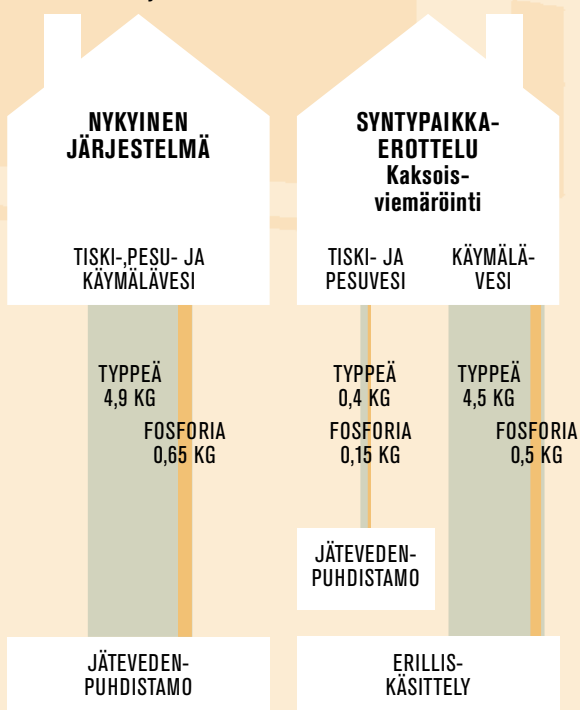 NYKYINEN
JÄRJESTELMÄ
TISKI-,PESU- JA
KÄYMÄLÄVESI
TYPPEÄ
4,9 KG
FOSFORIA
0,65 KG
JÄTEVEDEN-
PUHDISTAMO
SYNTYPAIKKA-
EROTTELU
Kaksois-
viemäröinti
TISKI- JA
PESUVESI
TYPPEÄ
0,4 KG
FOSFORIA
0,15 KG
JÄTEVEDEN-
PUHDISTAMO
KÄYMÄLÄ-
VESI
TYPPEÄ
4,5 KG
FOSFORIA
0,5 KG
ERILLIS-
KÄSITTELY